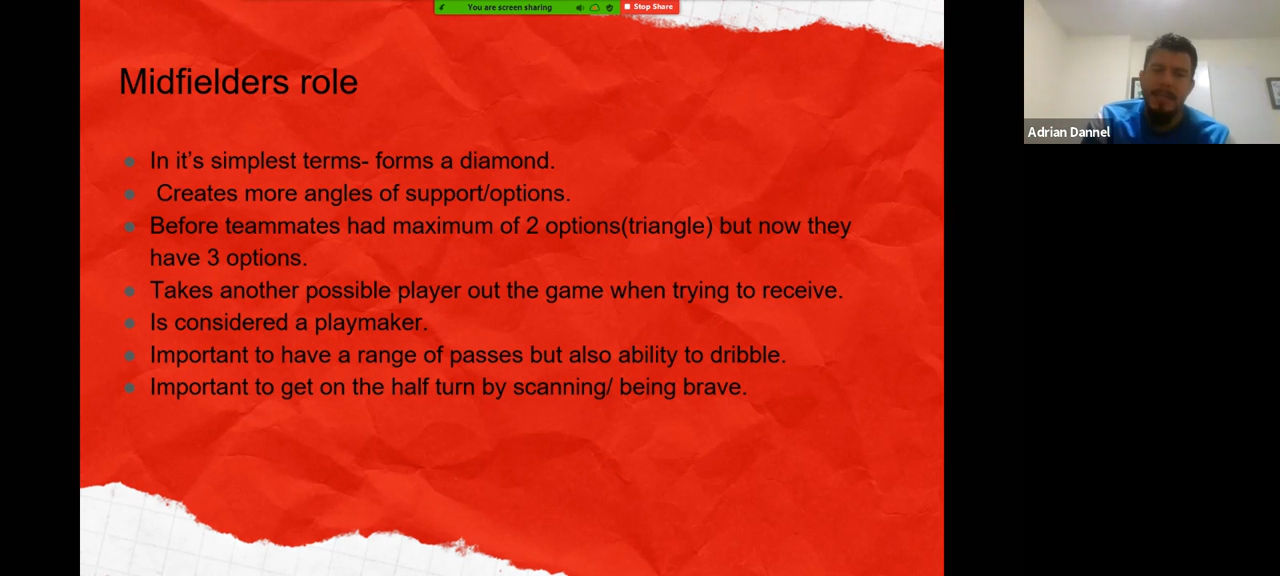 You are screen sharing
Stop Share
Midfielders role
In it’s simplest terms- forms a diamond.
Creates more angles of support/options.
Before teammates had maximum of 2 options(triangle) but now they
have 3 options.
Takes another possible player out the game when trying to receive.
Is considered a playmaker.
Important to have a range of passes but also ability to dribble.
Important to get on the half turn by scanning/ being brave.
Adrian Dannel